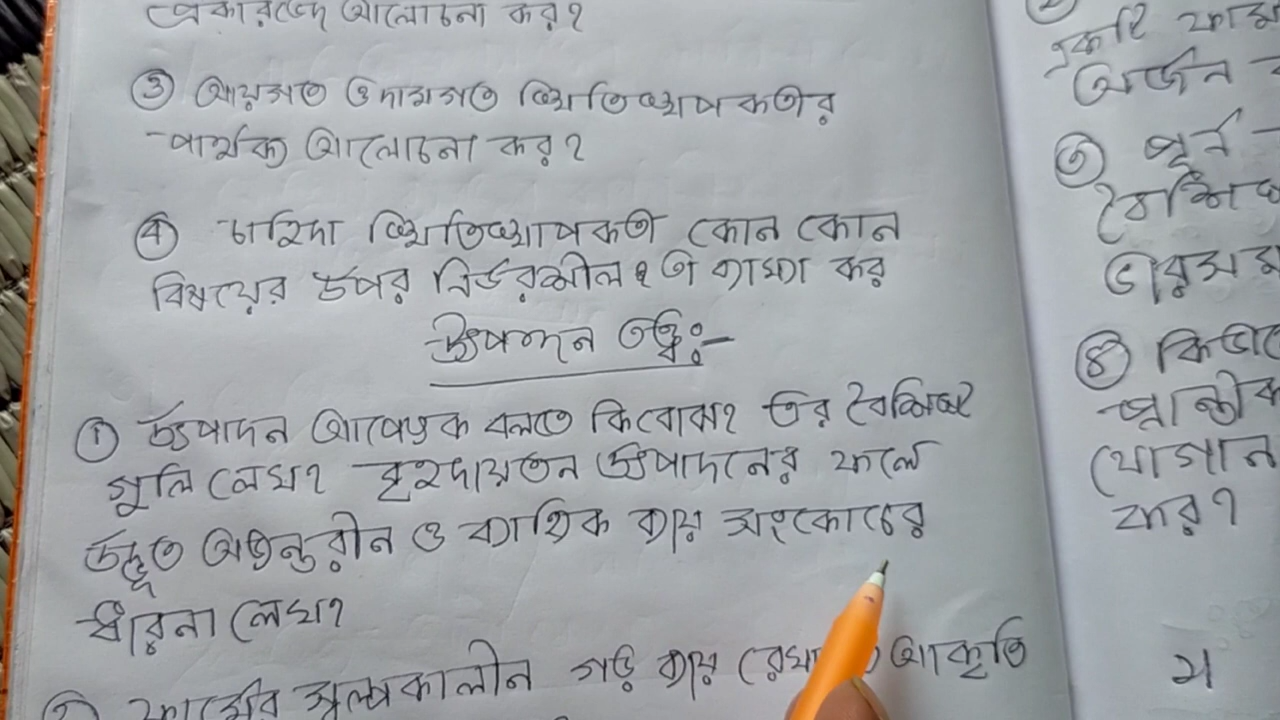 প্রকারভেদ আলোচনা কর?
③ আয়গত ও দামগত স্থিতিস্থাপকতার
পার্থক্য আলোচনা কর?
④ চাহিদা স্থিতিস্থাপকতা কোন কোন
বিষয়ের উপর নির্ভরশীল? তা ব্যাখ্যা কর
উৎপাদন তত্ত্ব:-
① উৎপাদন আপেক্ষক বলতে কি বোঝ? তার বৈশিষ্ট্য
গুলি লেখ? বৃহদায়তন উৎপাদনের ফলে
উদ্ভূত অভ্যন্তরীন ও বাহ্যিক ব্যয় সংকোচের
ধারনা লেখ?
ফার্মের স্বল্পকালীন গড় ব্যয় আকৃতি
একটি
অর্জন
③ পূর্ন
④ কিভাবে
যোগান
কর?